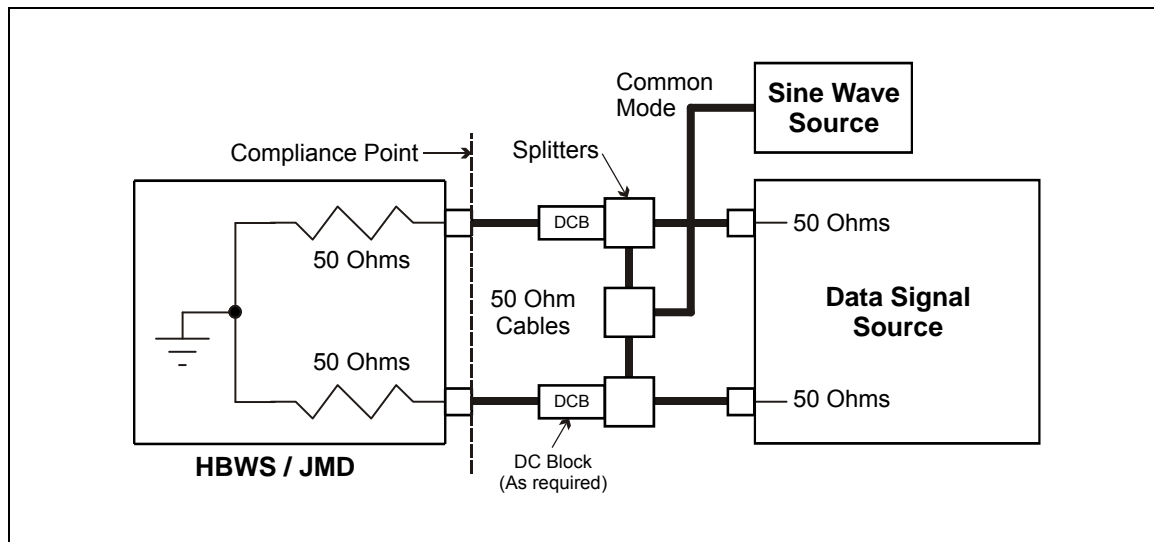 Common
Mode
Sine Wave
Source
Compliance Point
Splitters
DCB
50 Ohms
50 Ohms
50 Ohm
Cables
Data Signal
Source
50 Ohms
DCB
50 Ohms
HBWS / JMD
DC Block
(As required)